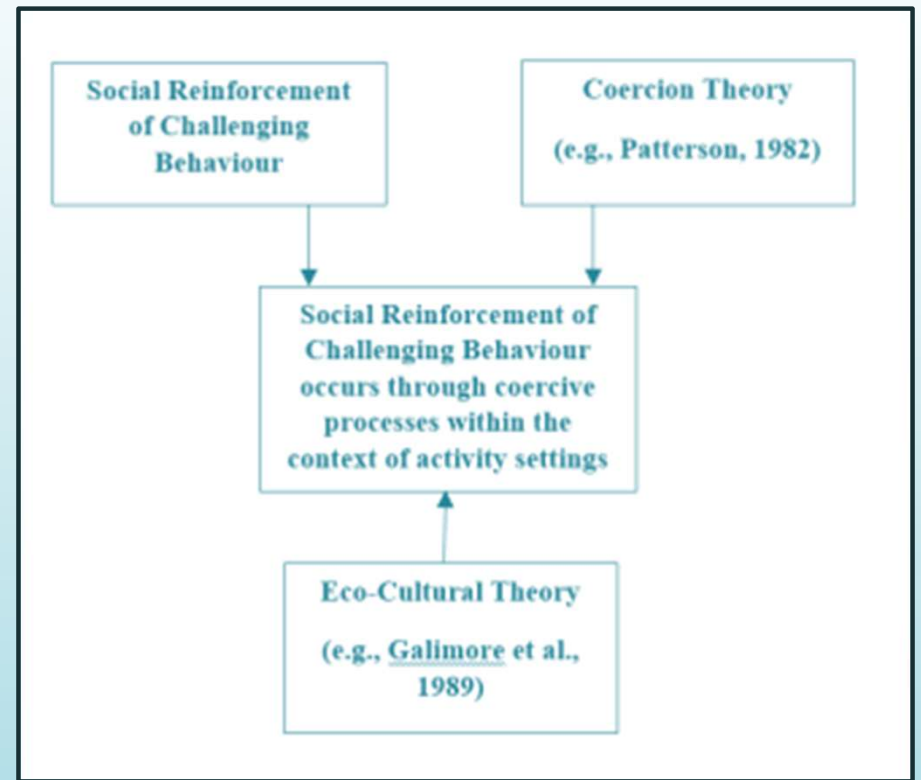 Social Reinforcement
of Challenging
Behaviour
Coercion Theory
(e.g., Patterson, 1982)
Social Reinforcement of
Challenging Behaviour
occurs through coercive
processes within the
context of activity settings
Eco-Cultural Theory
(e.g., Galimore et al.,
1989)